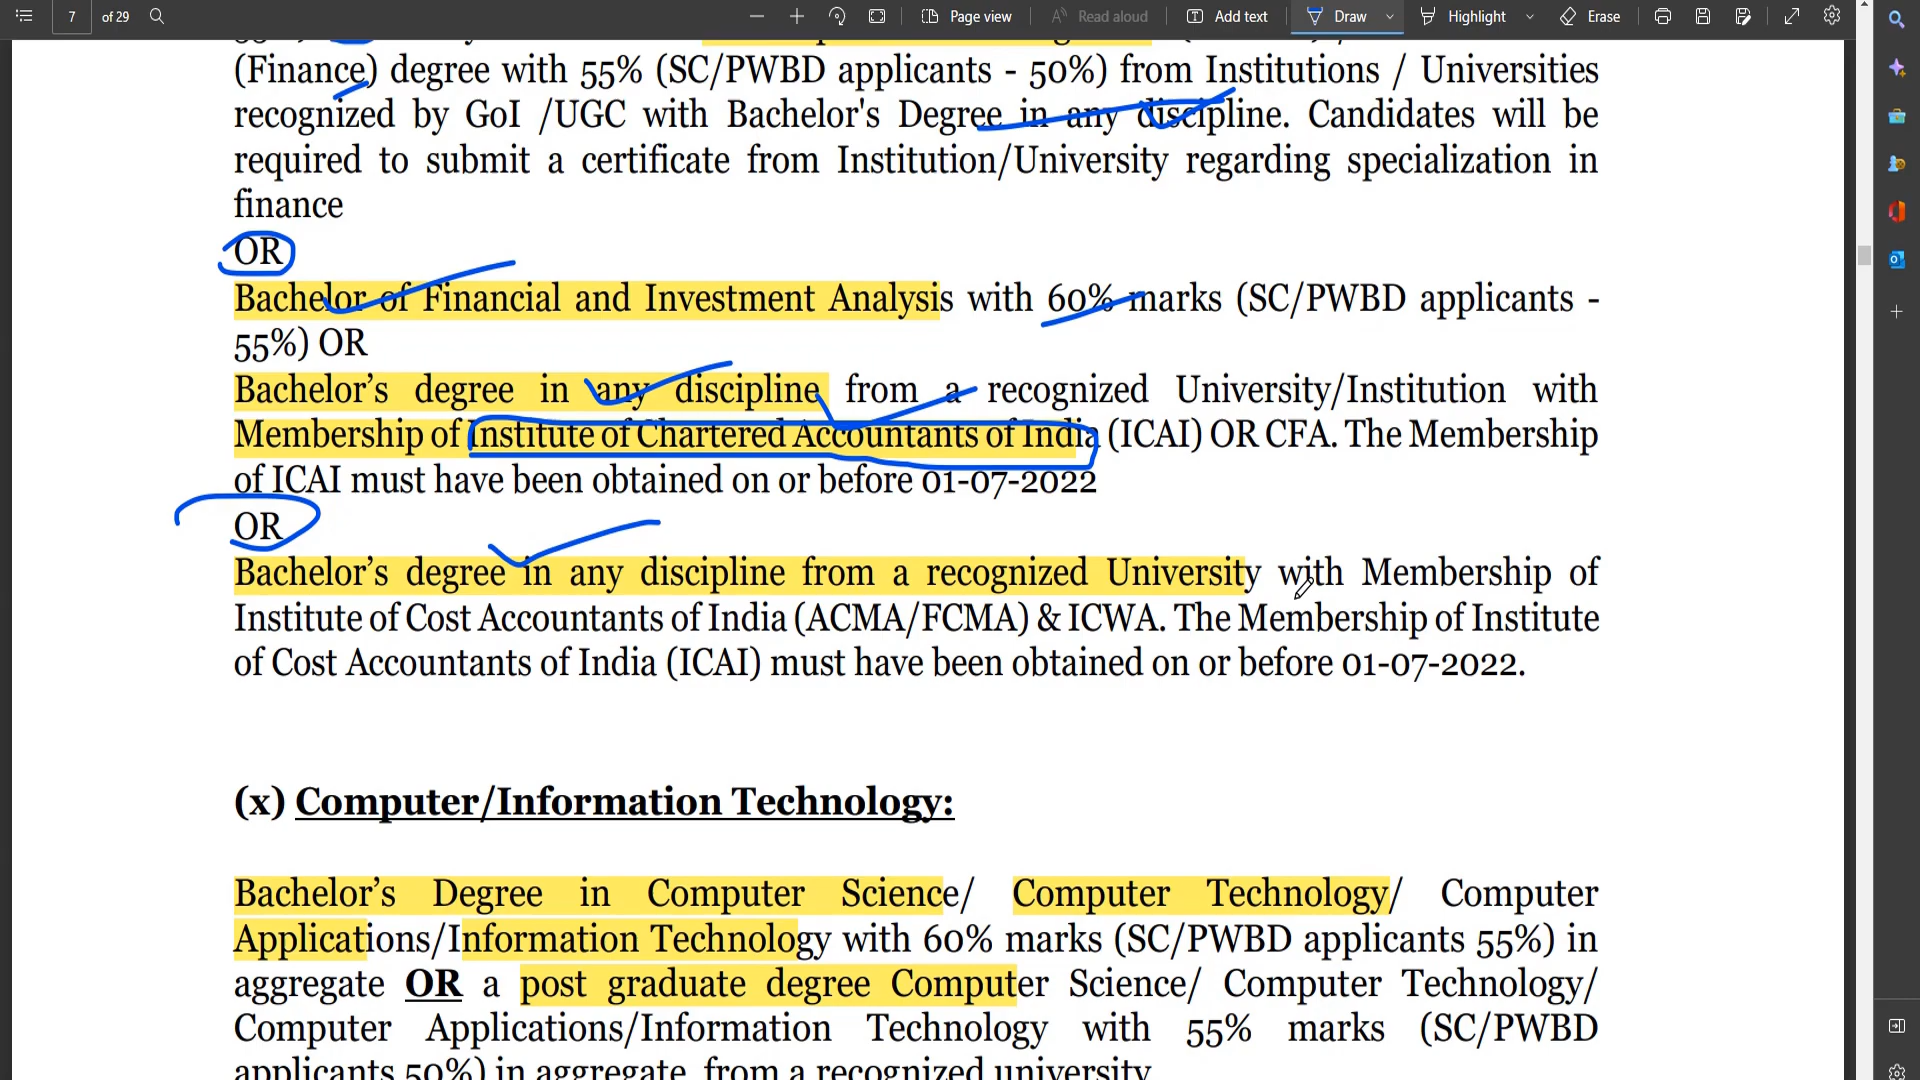 7 of 29 Page view Read aloud Add text Draw Highlight Erase
(Finance) degree with 55% (SC/PWBD applicants - 50%) from Institutions / Universities
recognized by GoI /UGC with Bachelor's Degree in any discipline. Candidates will be
required to submit a certificate from Institution/University regarding specialization in
finance
OR
Bachelor of Financial and Investment Analysis with 60% marks (SC/PWBD applicants -
55%) OR
Bachelor’s degree in any discipline from a recognized University/Institution with
Membership of Institute of Chartered Accountants of India (ICAI) OR CFA. The Membership
of ICAI must have been obtained on or before 01-07-2022
OR
Bachelor’s degree in any discipline from a recognized University with Membership of
Institute of Cost Accountants of India (ACMA/FCMA) & ICWA. The Membership of Institute
of Cost Accountants of India (ICAI) must have been obtained on or before 01-07-2022.
(x) Computer/Information Technology:
Bachelor’s Degree in Computer Science/ Computer Technology/ Computer
Applications/Information Technology with 60% marks (SC/PWBD applicants 55%) in
aggregate OR a post graduate degree Computer Science/ Computer Technology/
Computer Applications/Information Technology with 55% marks (SC/PWBD
applicants 50%) in aggregate from a recognized university